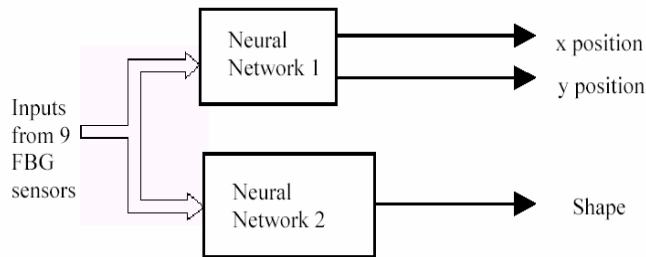 Inputs
from 9
FBG
sensors
Neural
Network 1
x position
y position
Neural
Network 2
Shape